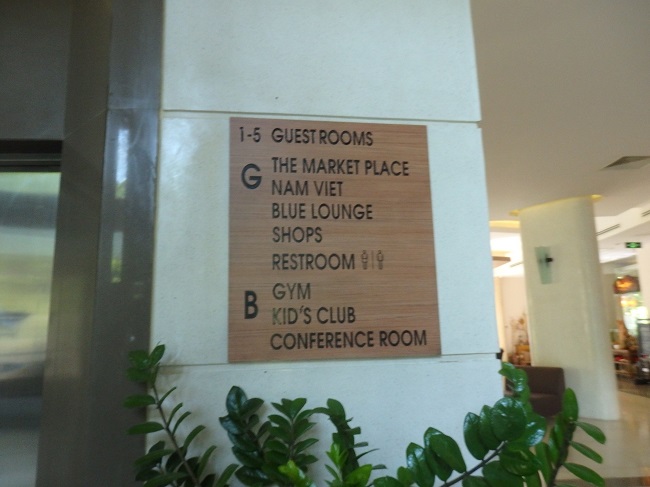 1-5 GUEST ROOMS
G THE MARKET PLACE
NAM VIET
BLUE LOUNGE
SHOPS
RESTROOM
B GYM
KID'S CLUB
CONFERENCE ROOM